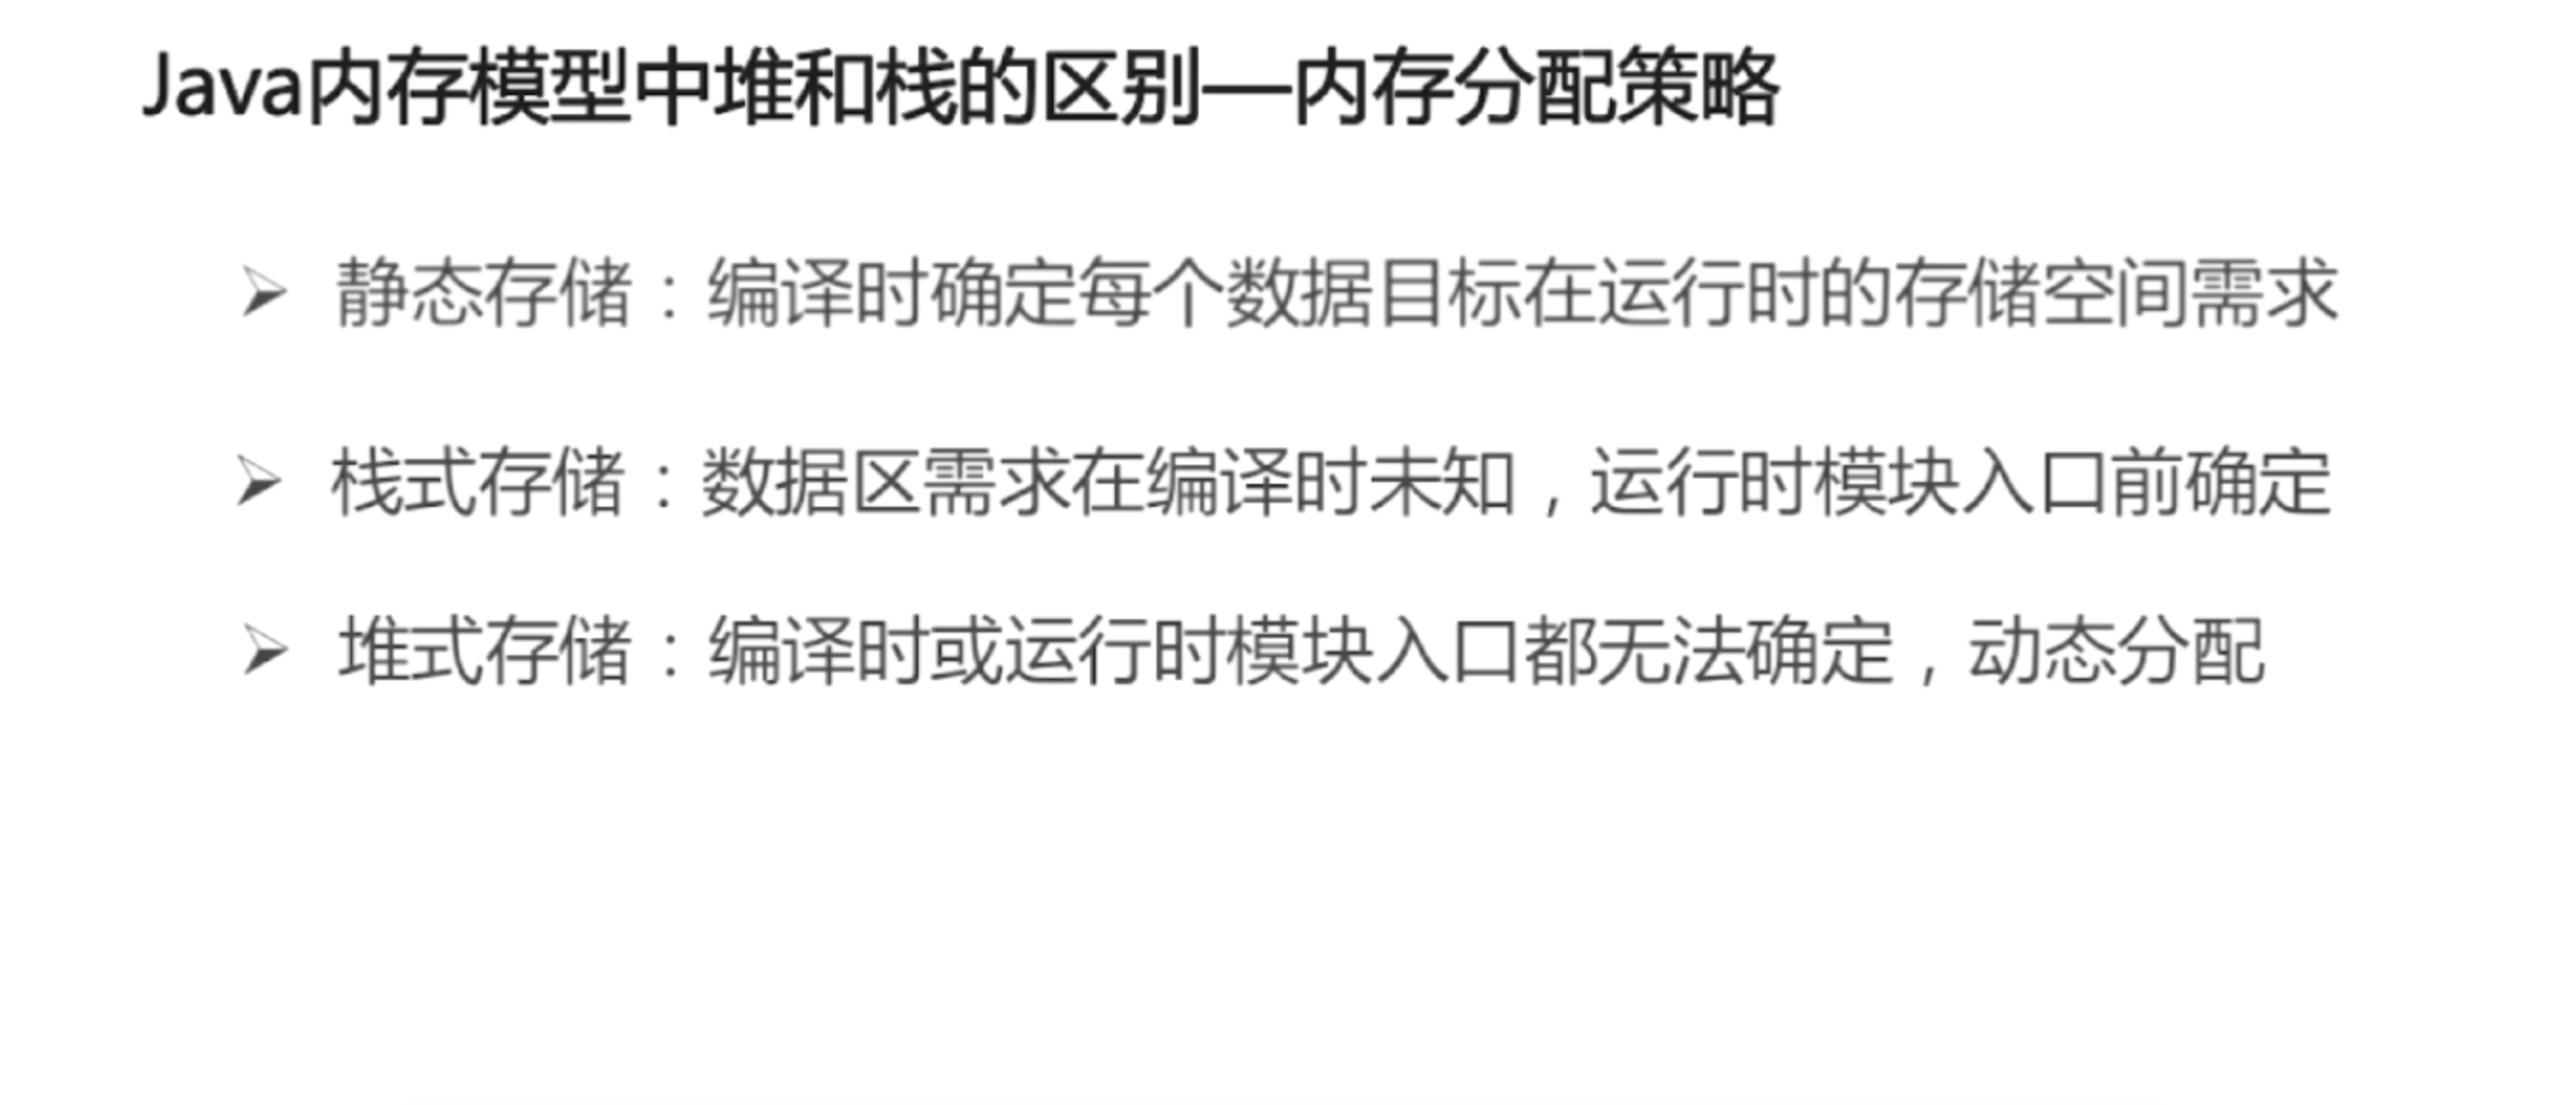 Java内存模型中堆和栈的区别—内存分配策略
➢ 静态存储：编译时确定每个数据目标在运行时的存储空间需求
➢ 栈式存储：数据区需求在编译时未知，运行时模块入口前确定
➢ 堆式存储：编译时或运行时模块入口都无法确定，动态分配